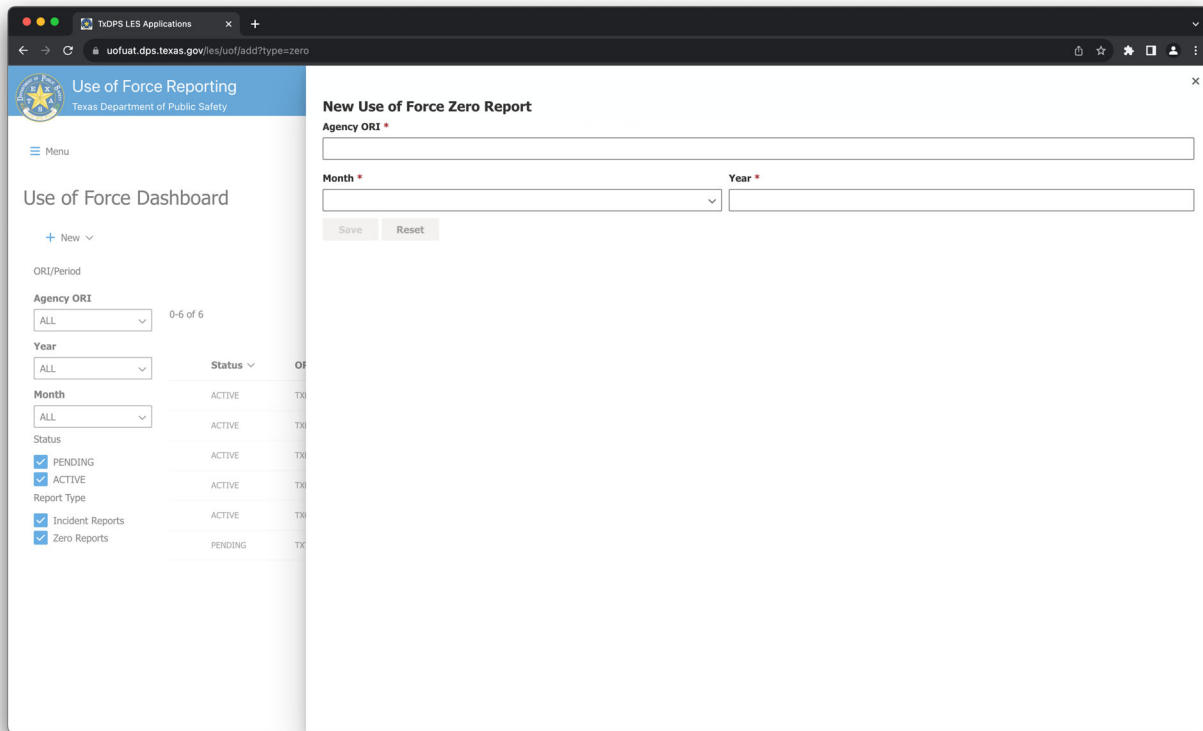 TxDPS LES Applications
uofuat.dps.texas.gov/les/uof/add?type=zero
Use of Force Reporting
Texas Department of Public Safety
Menu
Use of Force Dashboard
New
ORI/Period
Agency ORI
ALL
0-6 of 6
Year
ALL
Status
Month
ACTIVE
ALL
ACTIVE
Status
PENDING
ACTIVE
ACTIVE
ACTIVE
Report Type
Incident Reports
ACTIVE
Zero Reports
PENDING
New Use of Force Zero Report
Agency ORI *
Month * Year *
Save Reset